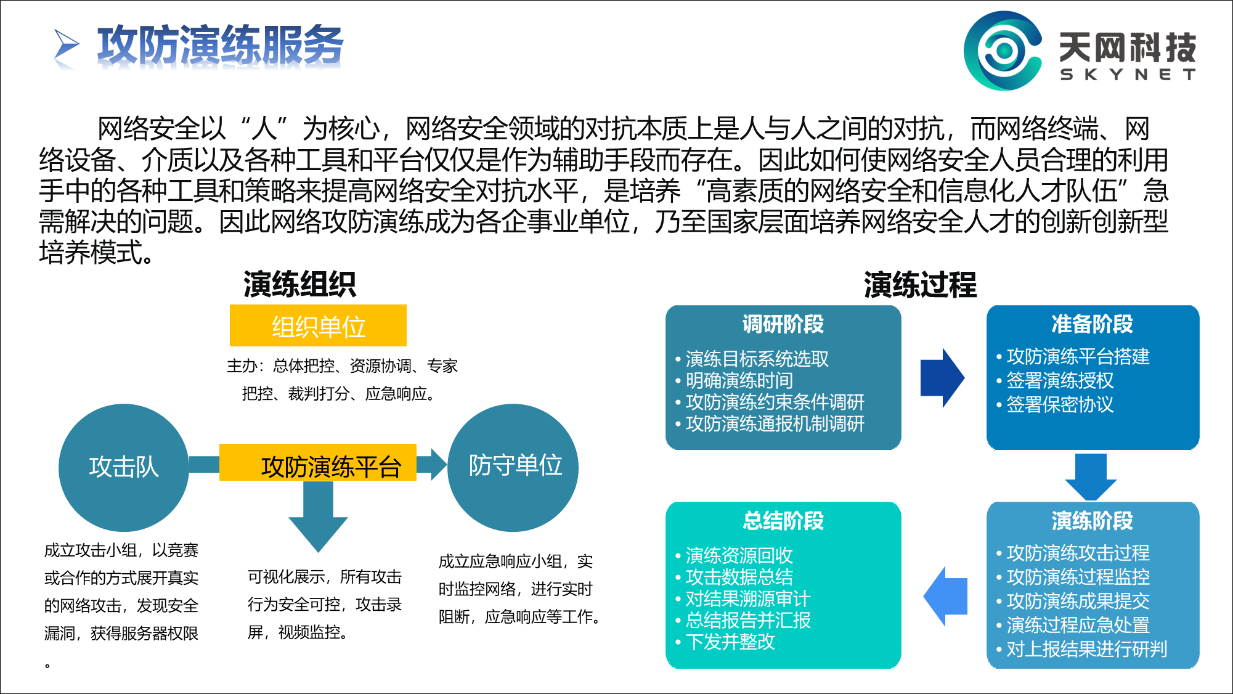 攻防演练服务
天网科技
SKYNET
网络安全以“人”为核心，网络安全领域的对抗本质上是人与人之间的对抗，而网络终端、网
络设备、介质以及各种工具和平台仅仅是作为辅助手段而存在。因此如何使网络安全人员合理的利用
手中的各种工具和策略来提高网络安全对抗水平，是培养“高素质的网络安全和信息化人才队伍”急
需解决的问题。因此网络攻防演练成为各企事业单位，乃至国家层面培养网络安全人才的创新创新型
培养模式。
演练组织
组织单位
主办：总体把控、资源协调、专家
把控、裁判打分、应急响应。
攻击队
攻防演练平台
防守单位
成立攻击小组，以竞赛
或合作的方式展开真实
的网络攻击，发现安全
漏洞，获得服务器权限
。
可视化展示，所有攻击
行为安全可控，攻击录
屏，视频监控。
成立应急响应小组，实
时监控网络，进行实时
阻断，应急响应等工作。
演练过程
调研阶段
• 演练目标系统选取
• 明确演练时间
• 攻防演练约束条件调研
• 攻防演练通报机制调研
准备阶段
• 攻防演练平台搭建
• 签署演练授权
• 签署保密协议
演练阶段
• 攻防演练攻击过程
• 攻防演练过程监控
• 攻防演练成果提交
• 演练过程应急处置
• 对上报结果进行研判
总结阶段
• 演练资源回收
• 攻击数据总结
• 对结果溯源审计
• 总结报告并汇报
• 下发并整改